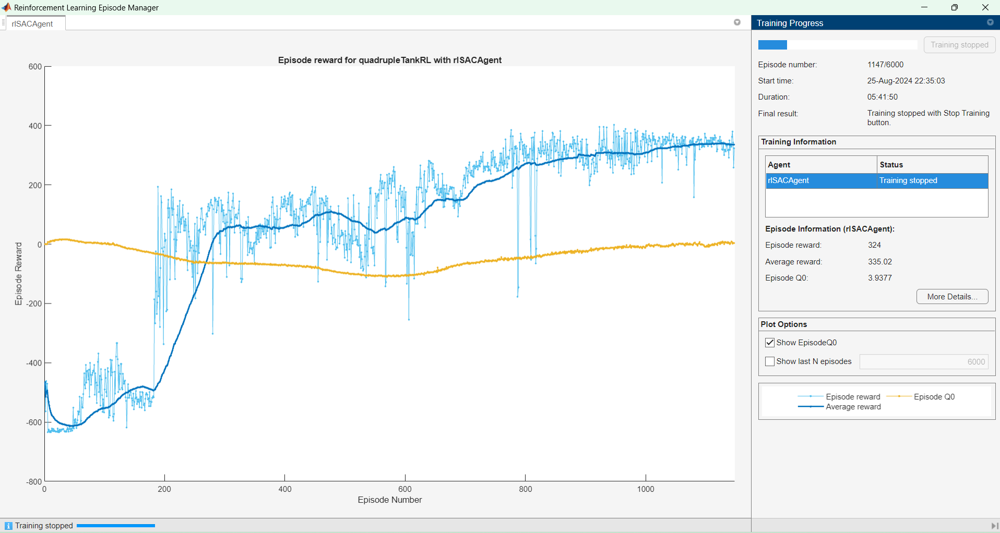 Reinforcement Learning Episode Manager
rlSACAgent
Episode reward for quadrupleTankRL with rlSACAgent
600
400
200
0
-200
-400
-600
-800
Episode Reward
0 200 400 600 800 1000
Episode Number
Training stopped
Training Progress
Training stopped
Episode number: 1147/6000
Start time: 25-Aug-2024 22:35:03
Duration: 05:41:50
Final result: Training stopped with Stop Training
button.
Training Information
Agent Status
rlSACAgent Training stopped
Episode Information (rlSACAgent):
Episode reward: 324
Average reward: 335.02
Episode Q0: 3.9377
More Details...
Plot Options
Show EpisodeQ0
Show last N episodes 6000
Episode reward Episode Q0
Average reward